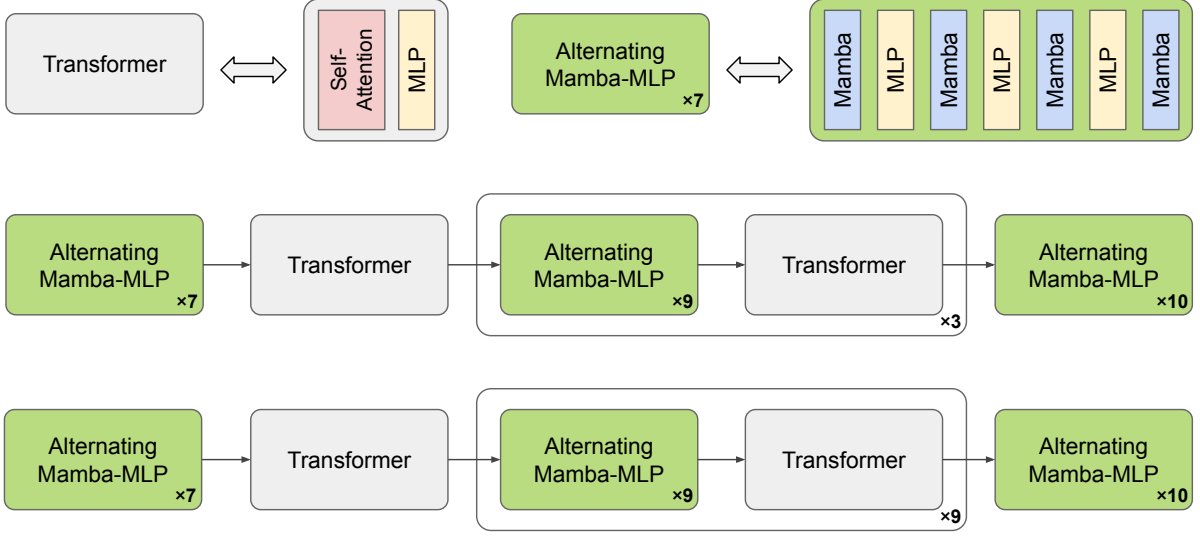 Transformer
Self-
Attention
MLP
Alternating
Mamba-MLP
×7
Mamba
MLP
Mamba
MLP
Mamba
MLP
Mamba
Alternating
Mamba-MLP
×7
Transformer
Alternating
Mamba-MLP
×9
Transformer
×3
Alternating
Mamba-MLP
×10
Alternating
Mamba-MLP
×7
Transformer
Alternating
Mamba-MLP
×9
Transformer
×9
Alternating
Mamba-MLP
×10